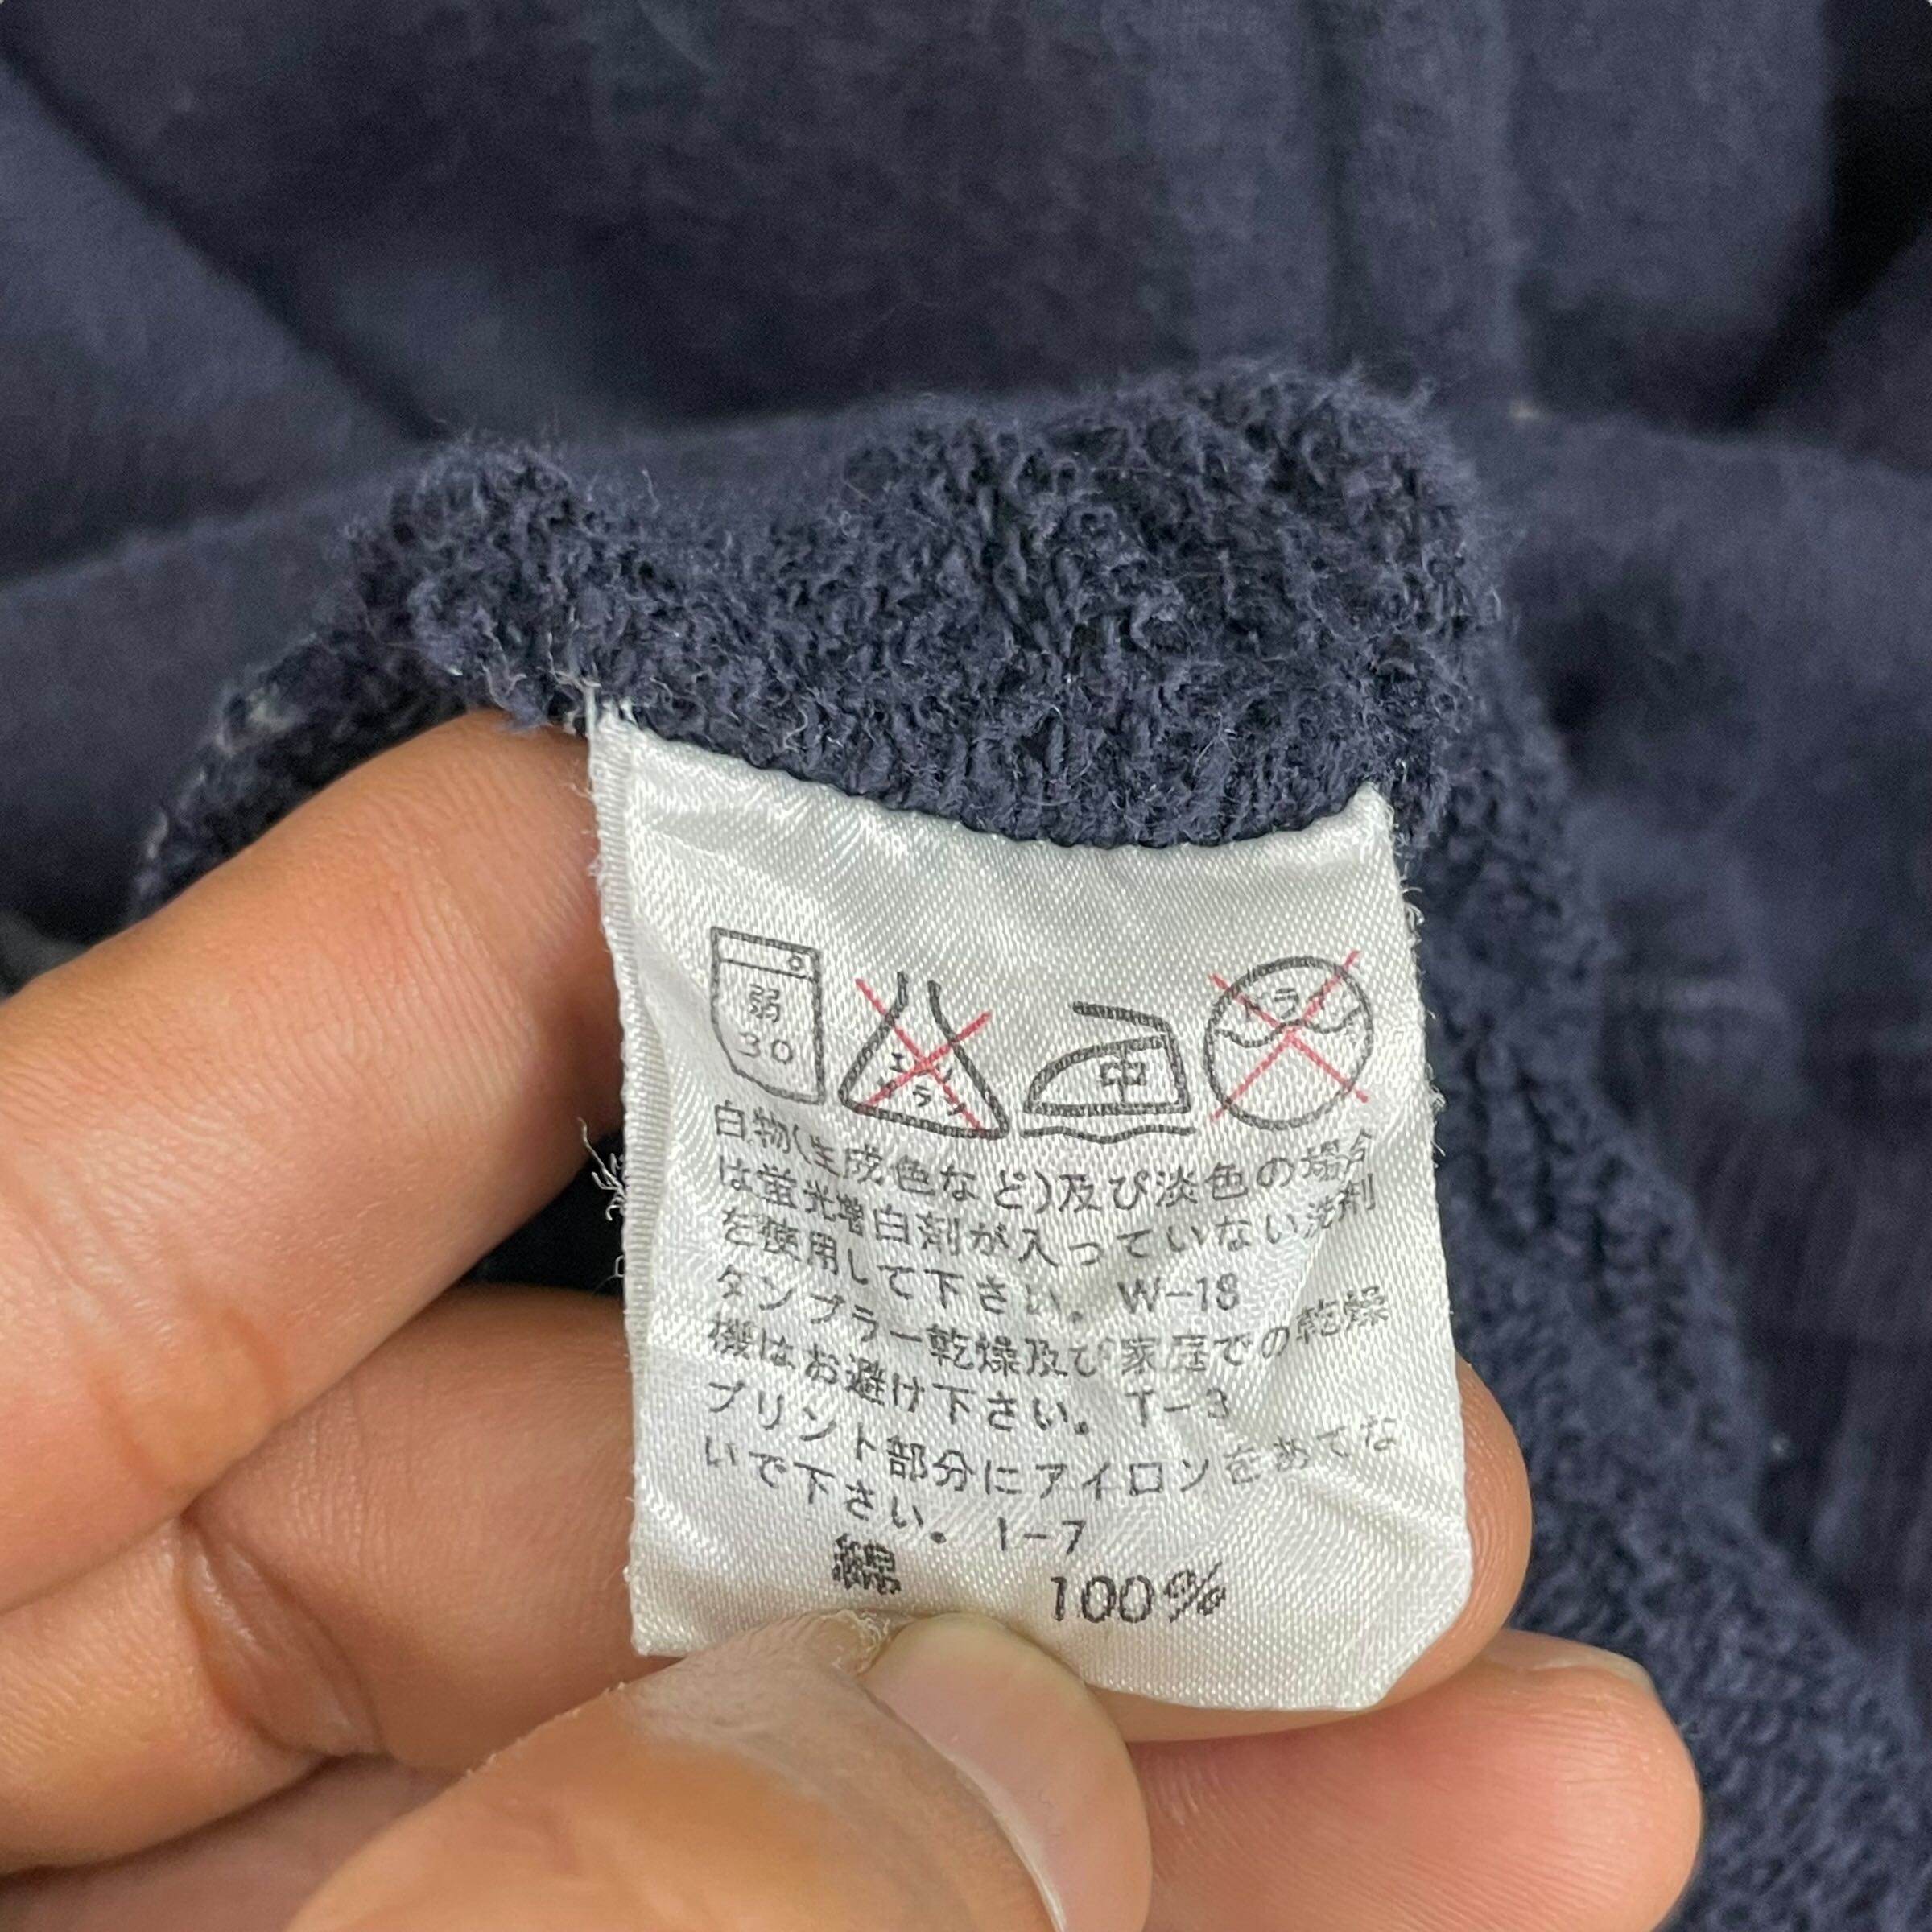 弱
30
エン
ソ
ラン
中
ドライ
白物(生成色など)及び淡色の場合
は蛍光増白剤が入っていない洗剤
を使用して下さい。W-18
タンブラー乾燥及び家庭での乾燥
機はお避け下さい。T-3
プリント部分にアイロンをあてな
いで下さい。I-7
綿 100%